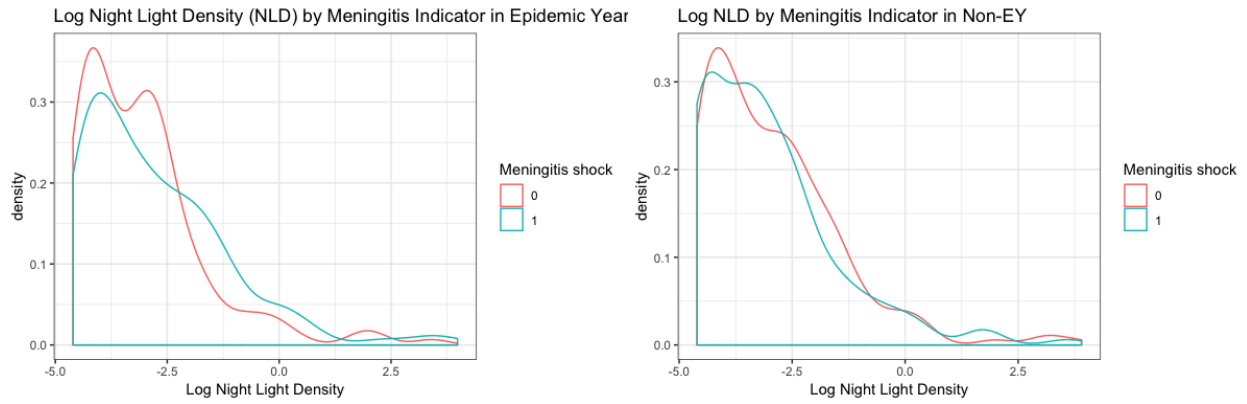 Log Night Light Density (NLD) by Meningitis Indicator in Epidemic Year
0.3
0.2
0.1
0.0
density
-5.0 -2.5 0.0 2.5
Log Night Light Density
Meningitis shock
0
1
Log NLD by Meningitis Indicator in Non-EY
0.3
0.2
0.1
0.0
density
-5.0 -2.5 0.0 2.5
Log Night Light Density
Meningitis shock
0
1